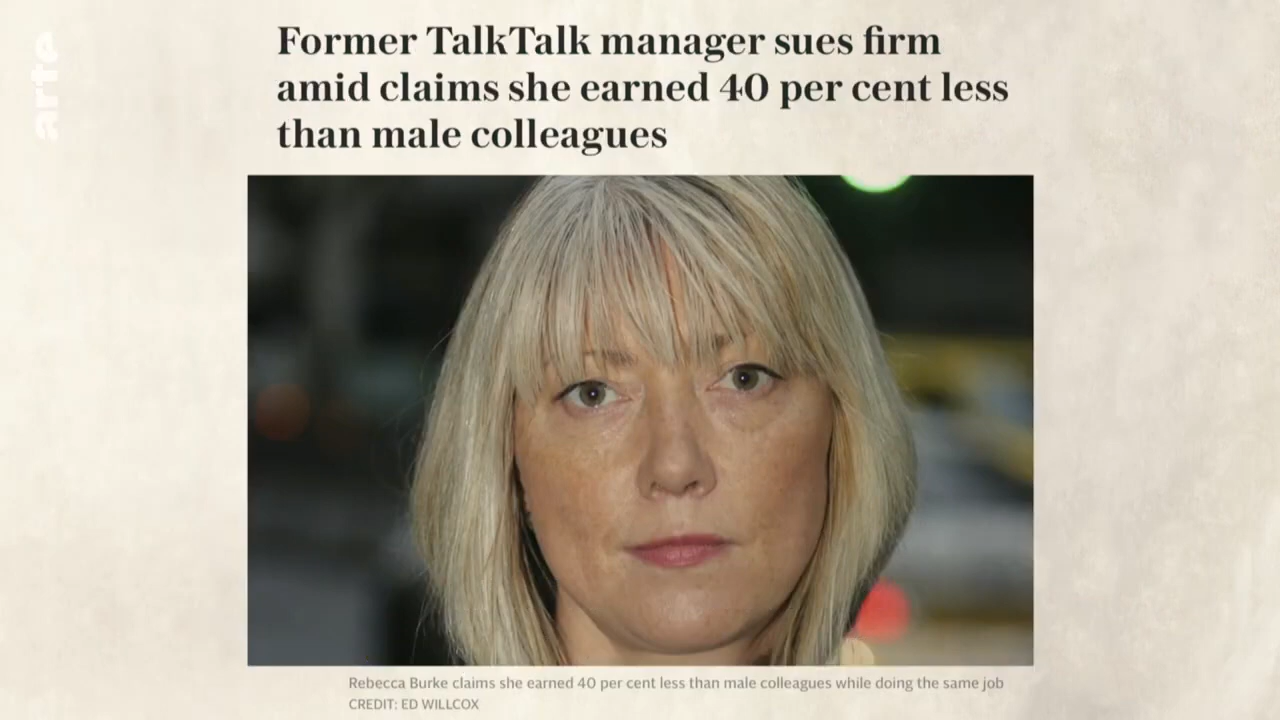 arte
Former TalkTalk manager sues firm
amid claims she earned 40 per cent less
than male colleagues
Rebecca Burke claims she earned 40 per cent less than male colleagues while doing the same job
CREDIT: ED WILLCOX